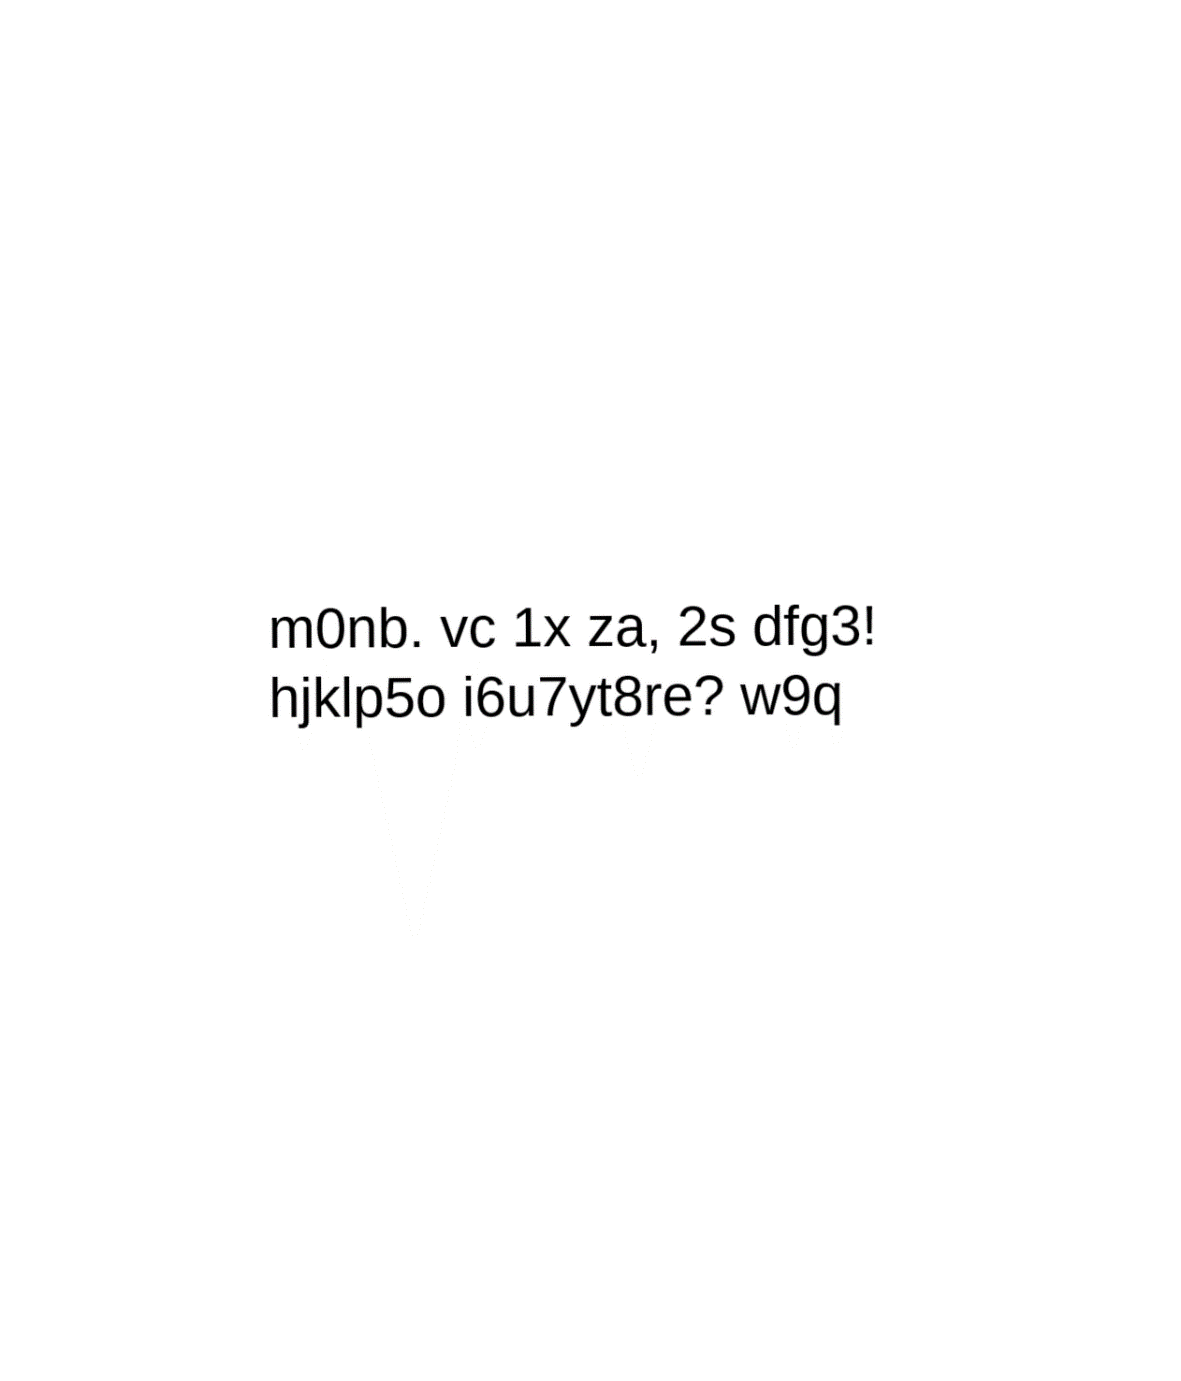 m0nb. vc 1x za, 2s dfg3!
hjklp5o i6u7yt8re? w9q